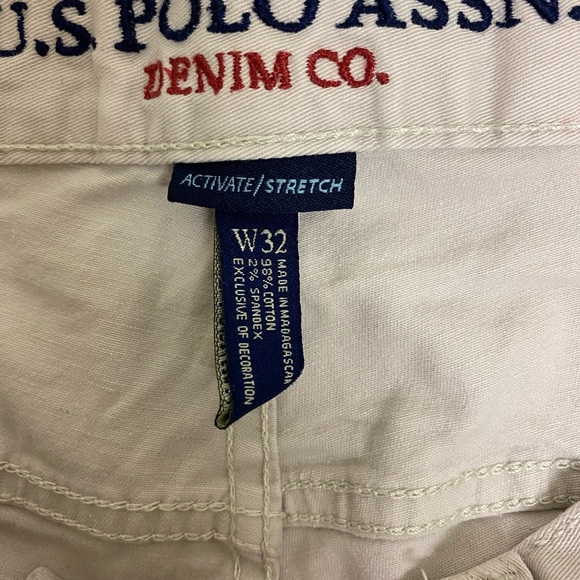 U.S. POLO ASSN.
DENIM CO.
ACTIVATE/STRETCH
W32
MADE IN MADAGASCAR
98% COTTON
2% SPANDEX
EXCLUSIVE OF DECORATION